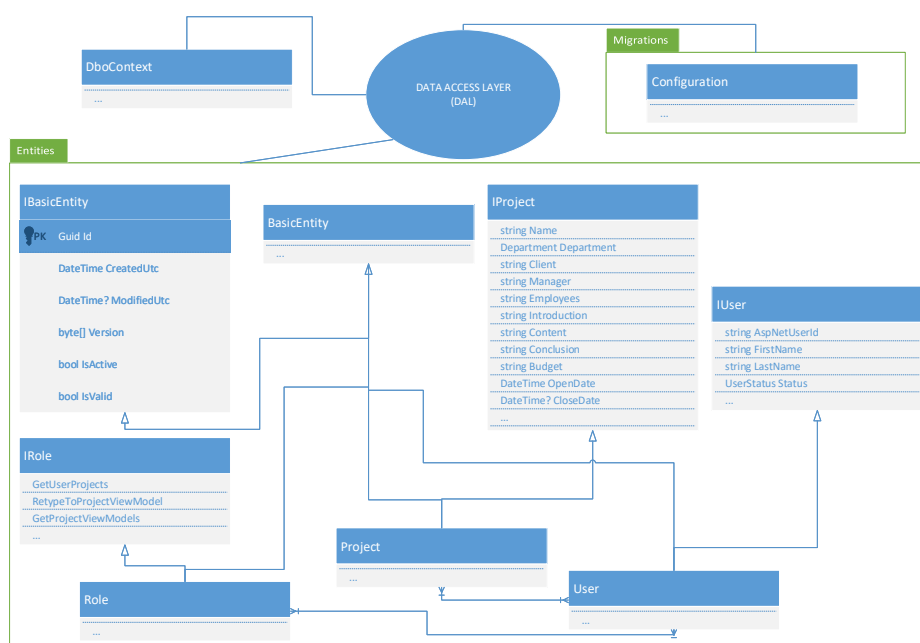 DboContext
...
DATA ACCESS LAYER
(DAL)
Migrations
Configuration
...
Entities
IBasicEntity
PK Guid Id
DateTime CreatedUtc
DateTime? ModifiedUtc
byte[] Version
bool IsActive
bool IsValid
BasicEntity
...
IProject
string Name
Department Department
string Client
string Manager
string Employees
string Introduction
string Content
string Conclusion
string Budget
DateTime OpenDate
DateTime? CloseDate
...
IUser
string AspNetUserId
string FirstName
string LastName
UserStatus Status
...
IRole
GetUserProjects
RetypeToProjectViewModel
GetProjectViewModels
...
Project
...
Role
...
User
...